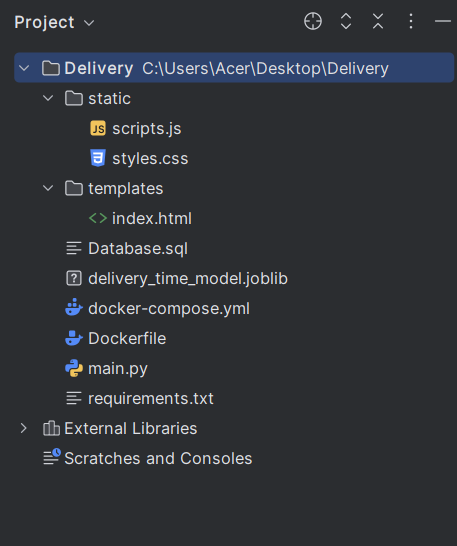 Project
Delivery C:\Users\Acer\Desktop\Delivery
static
JS scripts.js
styles.css
templates
<> index.html
Database.sql
? delivery_time_model.joblib
docker-compose.yml
Dockerfile
main.py
requirements.txt
External Libraries
Scratches and Consoles